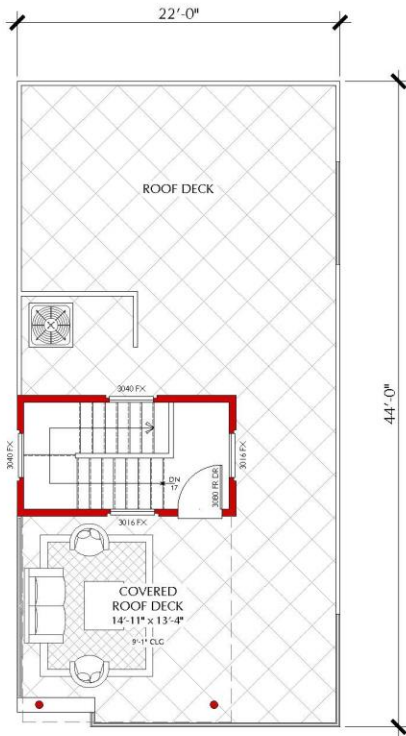 22'-0"
ROOF DECK
44'-0"
3040 FX
3040 FX
3016 FX
DN
17
3080 FR DR
3016 FX
COVERED
ROOF DECK
14'-11" x 13'-4"
9'-1" CLG